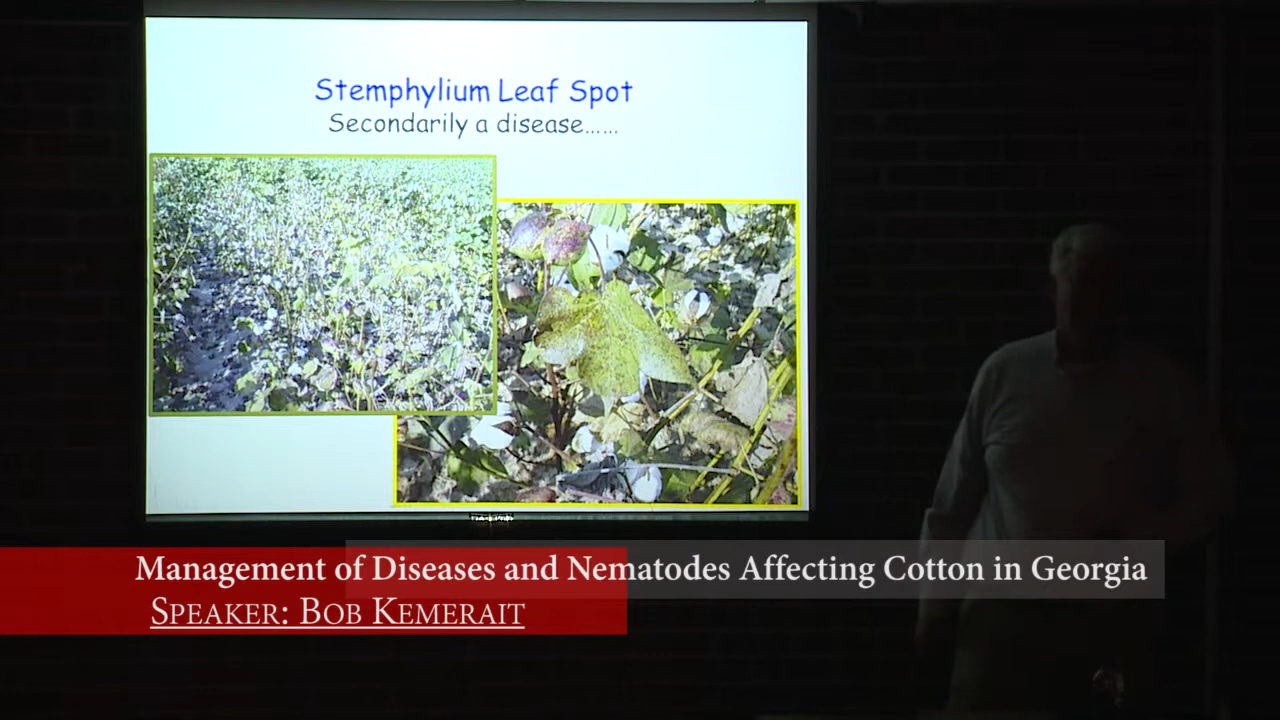 Stemphylium Leaf Spot
Secondarily a disease......
Management of Diseases and Nematodes Affecting Cotton in Georgia
SPEAKER: BOB KEMERAIT